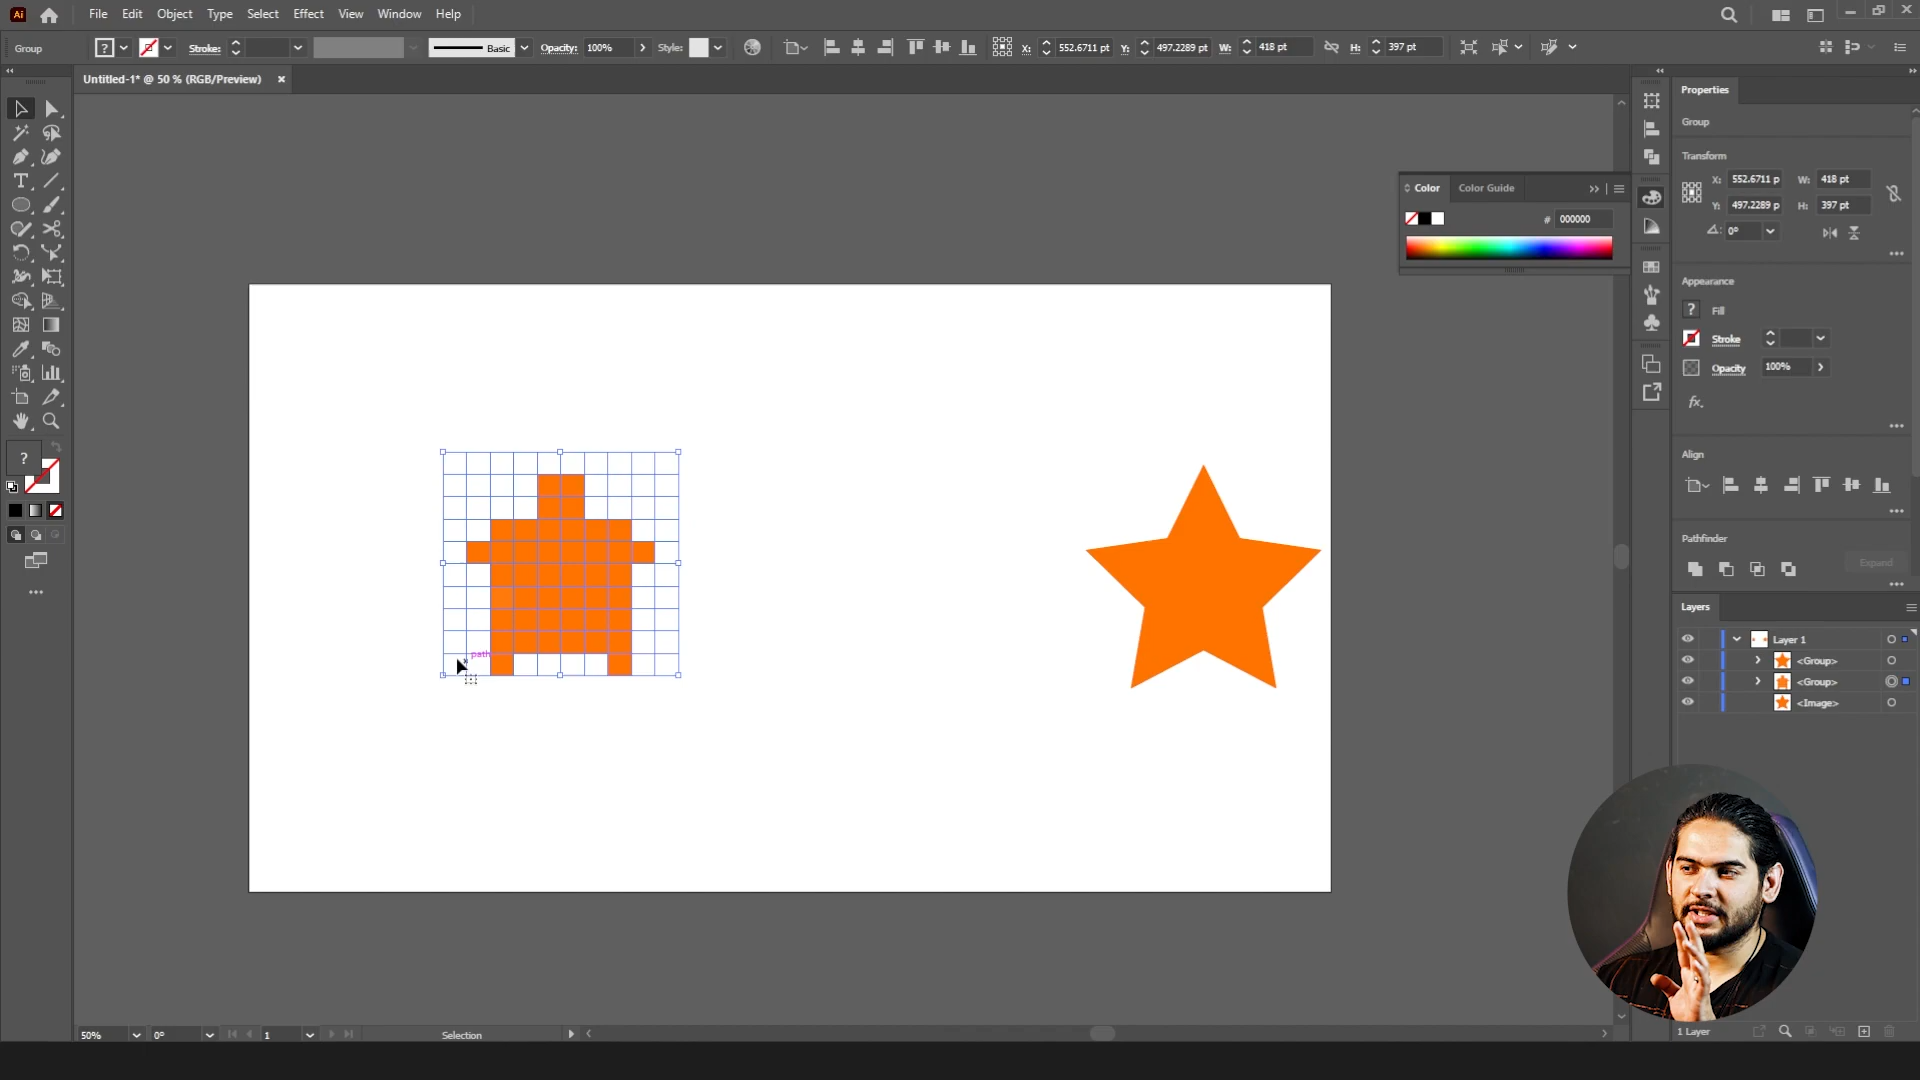 Ai File Edit Object Type Select Effect View Window Help
Group ? Stroke: Basic Opacity: 100% Style: X: 552.6711 pt Y: 497.2289 pt W: 418 pt H: 397 pt
Untitled-1* @ 50 % (RGB/Preview)
Properties
Group
Transform
X: 552.6711 p W: 418 pt
Y: 497.2289 p H: 397 pt
0°
Appearance
? Fill
Stroke
Opacity 100%
fx.
Align
Pathfinder
Expand
Layers
Layer 1
<Group>
<Group>
<Image>
1 Layer
Color Color Guide
# 000000
?
path
50% 0° 1 Selection